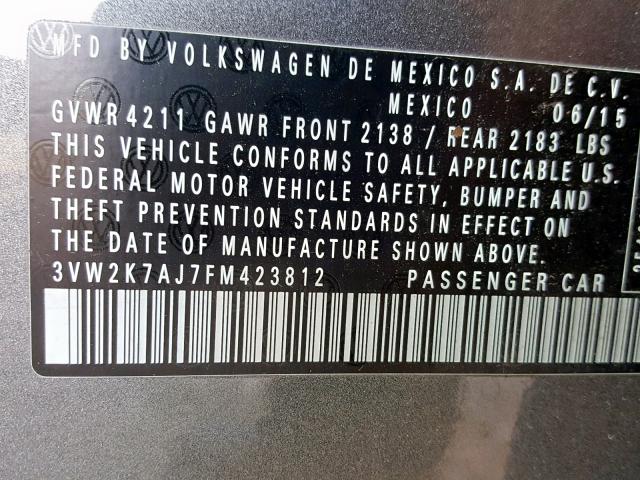 MFD BY VOLKSWAGEN DE MEXICO S.A. DE C.V.
MEXICO 06/15
GVWR 4211 GAWR FRONT 2138 / REAR 2183 LBS
THIS VEHICLE CONFORMS TO ALL APPLICABLE U.S.
FEDERAL MOTOR VEHICLE SAFETY, BUMPER AND
THEFT PREVENTION STANDARDS IN EFFECT ON
THE DATE OF MANUFACTURE SHOWN ABOVE.
3VW2K7AJ7FM423812 PASSENGER CAR